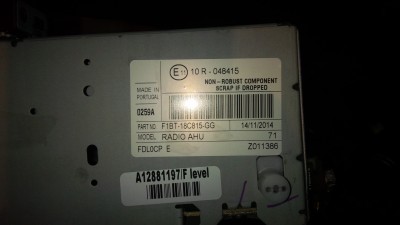 E11 10 R - 048415
NON - ROBUST COMPONENT
SCRAP IF DROPPED
MADE IN
PORTUGAL
0259A
PART NO F1BT-18C815-GG 14/11/2014
MODEL RADIO AHU 71
FDL0CP E Z011386
A12881197/F level